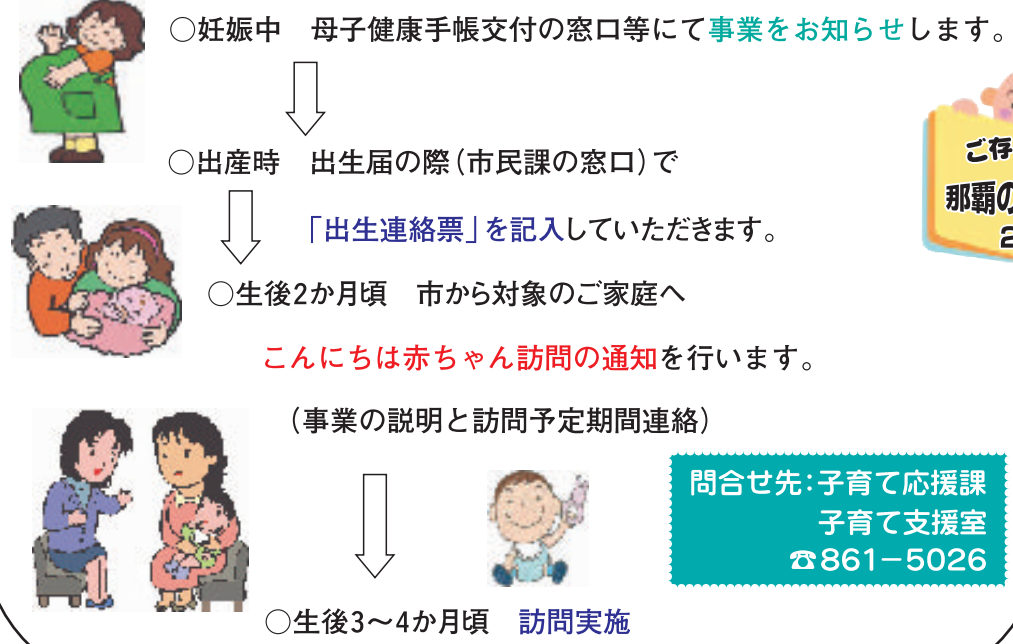 ○妊娠中　母子健康手帳交付の窓口等にて事業をお知らせします。
○出産時　出生届の際（市民課の窓口）で
「出生連絡票」を記入していただきます。
ご存
那覇の
○生後2か月頃　市から対象のご家庭へ
こんにちは赤ちゃん訪問の通知を行います。
（事業の説明と訪問予定期間連絡）
問合せ先：子育て応援課
子育て支援室
☎861－5026
○生後3～4か月頃　訪問実施